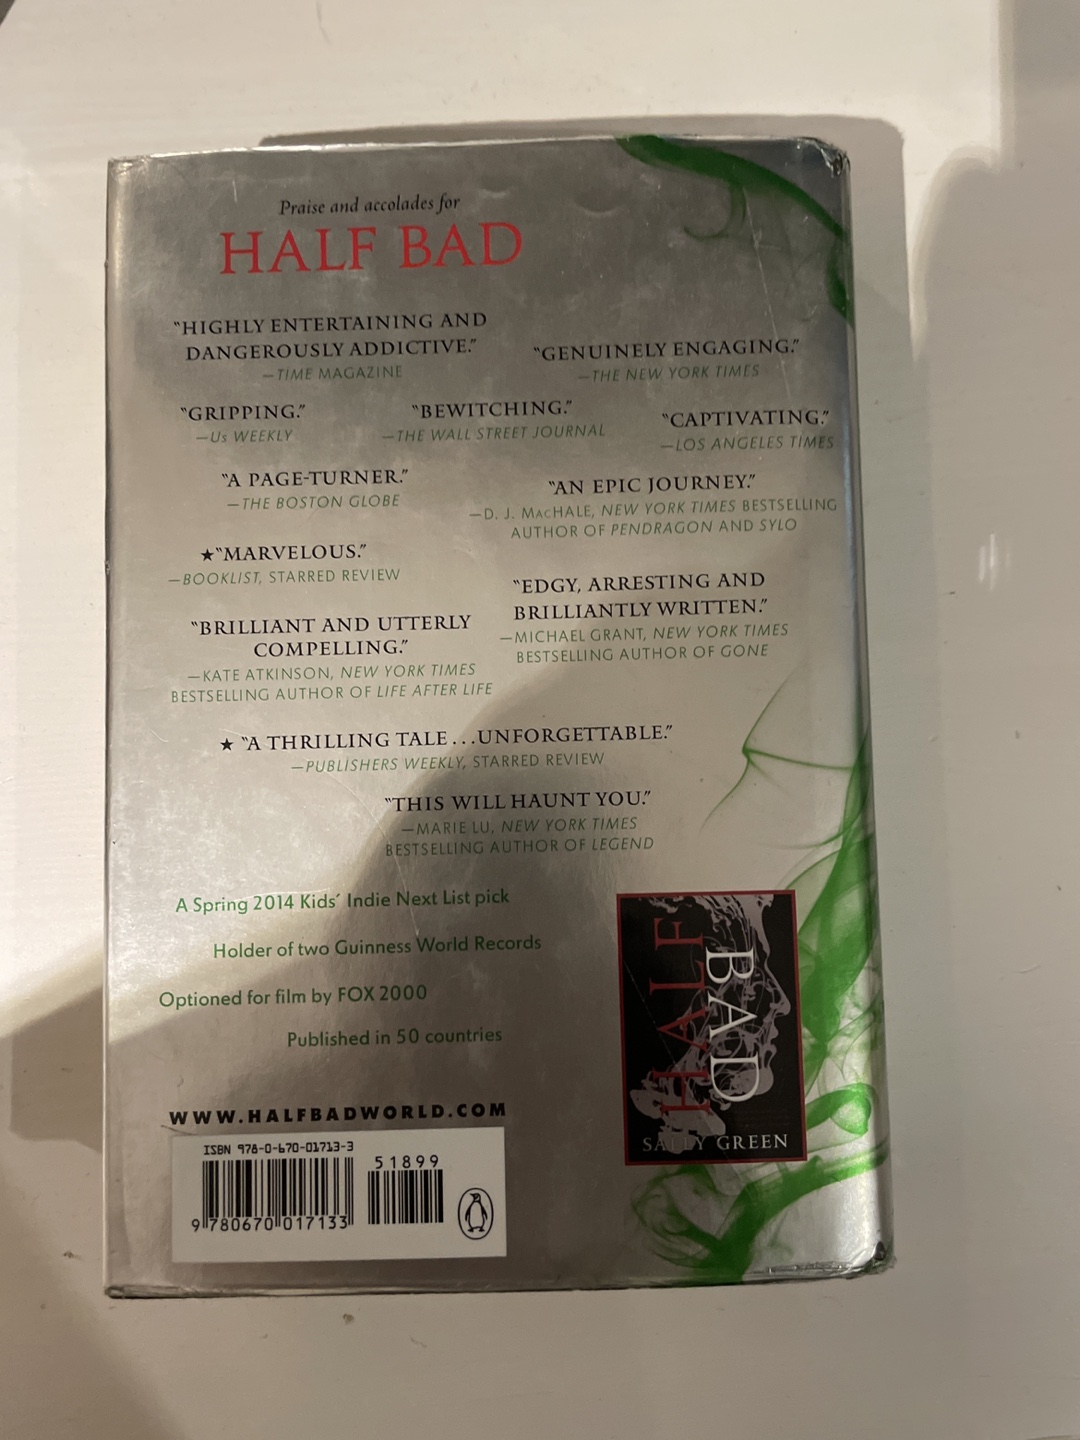 Praise and accolades for
HALF BAD
“HIGHLY ENTERTAINING AND
DANGEROUSLY ADDICTIVE.”
—TIME MAGAZINE
“GENUINELY ENGAGING.”
—THE NEW YORK TIMES
“GRIPPING.”
—Us WEEKLY
“BEWITCHING.”
—THE WALL STREET JOURNAL
“CAPTIVATING.”
—LOS ANGELES TIMES
“A PAGE-TURNER.”
—THE BOSTON GLOBE
“AN EPIC JOURNEY.”
—D. J. MacHALE, NEW YORK TIMES BESTSELLING
AUTHOR OF PENDRAGON AND SYLO
★“MARVELOUS.”
—BOOKLIST, STARRED REVIEW
“EDGY, ARRESTING AND
BRILLIANTLY WRITTEN.”
—MICHAEL GRANT, NEW YORK TIMES
BESTSELLING AUTHOR OF GONE
“BRILLIANT AND UTTERLY
COMPELLING.”
—KATE ATKINSON, NEW YORK TIMES
BESTSELLING AUTHOR OF LIFE AFTER LIFE
★ “A THRILLING TALE...UNFORGETTABLE.”
—PUBLISHERS WEEKLY, STARRED REVIEW
“THIS WILL HAUNT YOU.”
—MARIE LU, NEW YORK TIMES
BESTSELLING AUTHOR OF LEGEND
A Spring 2014 Kids’ Indie Next List pick
Holder of two Guinness World Records
Optioned for film by FOX 2000
Published in 50 countries
HALF
BAD
SALLY GREEN
WWW.HALFBADWORLD.COM
ISBN 978-0-670-01713-3
51899
9 780670 017133